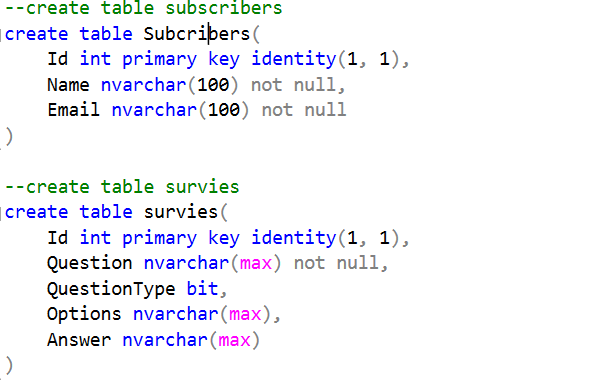 --create table subscribers
create table Subcribers(
    Id int primary key identity(1, 1),
    Name nvarchar(100) not null,
    Email nvarchar(100) not null
)
--create table survies
create table survies(
    Id int primary key identity(1, 1),
    Question nvarchar(max) not null,
    QuestionType bit,
    Options nvarchar(max),
    Answer nvarchar(max)
)